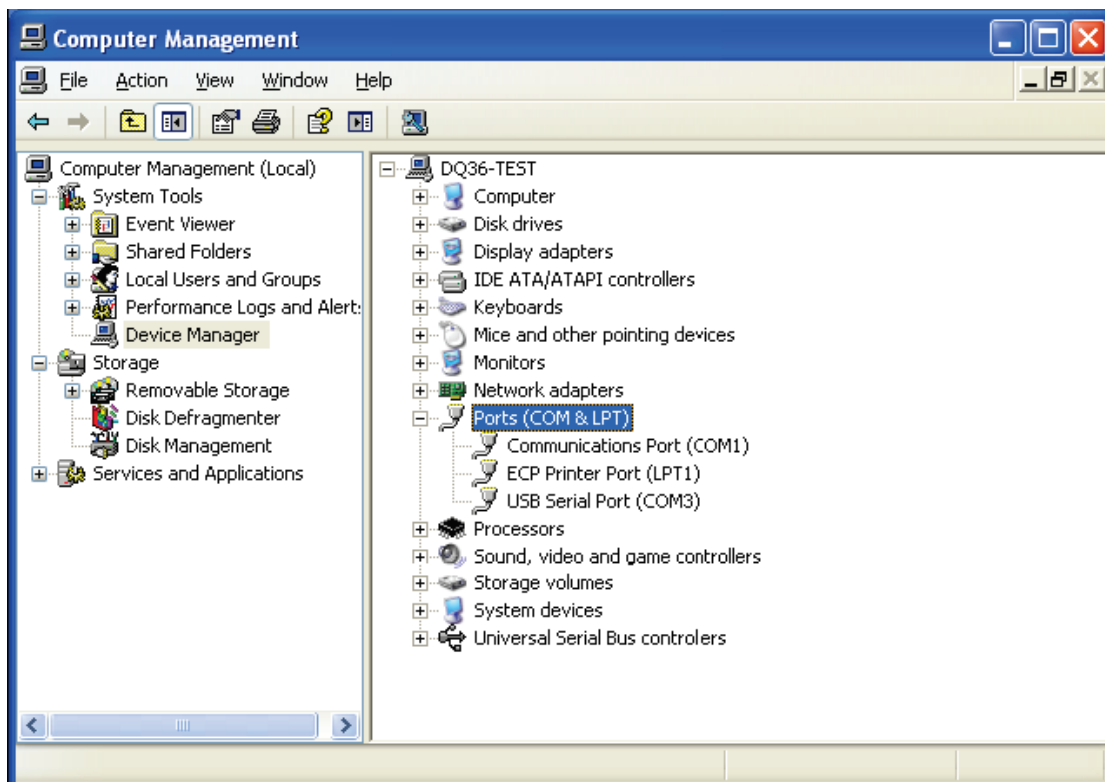 Computer Management
File Action View Window Help
Computer Management (Local)
System Tools
Event Viewer
Shared Folders
Local Users and Groups
Performance Logs and Alert:
Device Manager
Storage
Removable Storage
Disk Defragmenter
Disk Management
Services and Applications
DQ36-TEST
Computer
Disk drives
Display adapters
IDE ATA/ATAPI controllers
Keyboards
Mice and other pointing devices
Monitors
Network adapters
Ports (COM & LPT)
Communications Port (COM1)
ECP Printer Port (LPT1)
USB Serial Port (COM3)
Processors
Sound, video and game controllers
Storage volumes
System devices
Universal Serial Bus controlers